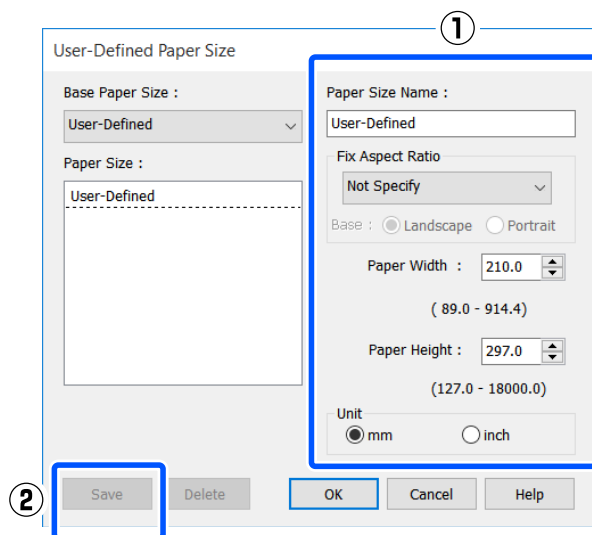 ①
User-Defined Paper Size
Base Paper Size :
User-Defined
Paper Size :
User-Defined
Paper Size Name :
User-Defined
Fix Aspect Ratio
Not Specify
Base : Landscape Portrait
Paper Width : 210.0
( 89.0 - 914.4)
Paper Height : 297.0
(127.0 - 18000.0)
Unit
mm inch
②
Save Delete OK Cancel Help